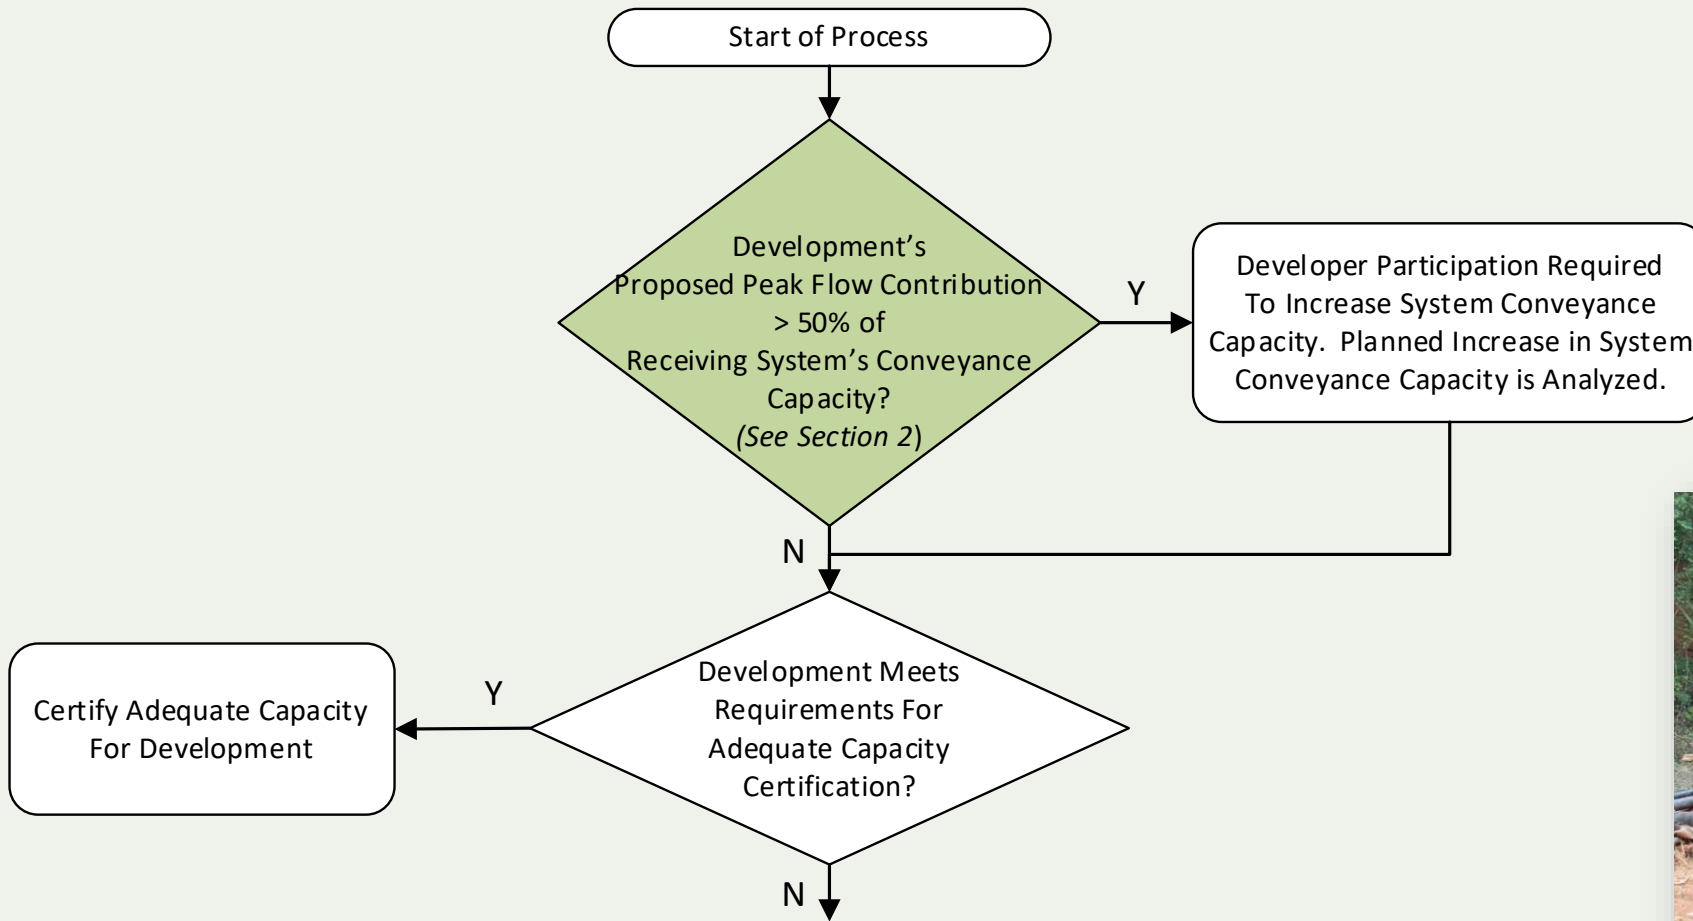 Start of Process
Development’s
Proposed Peak Flow Contribution
> 50% of
Receiving System’s Conveyance
Capacity?
(See Section 2)
Y
Developer Participation Required
To Increase System Conveyance
Capacity. Planned Increase in System
Conveyance Capacity is Analyzed.
N
Development Meets
Requirements For
Adequate Capacity
Certification?
Y
Certify Adequate Capacity
For Development
N